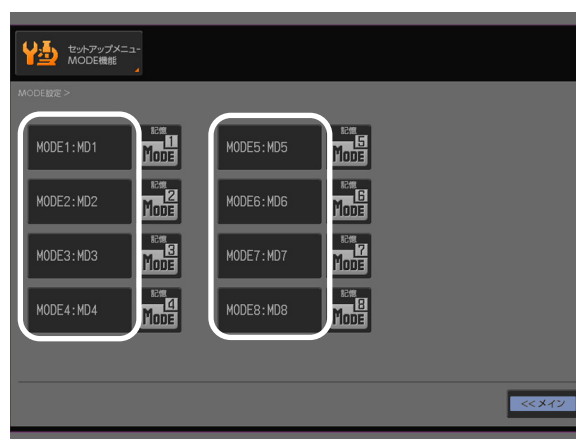 セットアップメニュー
MODE機能
MODE設定 >
MODE1:MD1
記憶
1
MODE
MODE5:MD5
記憶
5
MODE
MODE2:MD2
記憶
2
MODE
MODE6:MD6
記憶
6
MODE
MODE3:MD3
記憶
3
MODE
MODE7:MD7
記憶
7
MODE
MODE4:MD4
記憶
4
MODE
MODE8:MD8
記憶
8
MODE
<<メイン